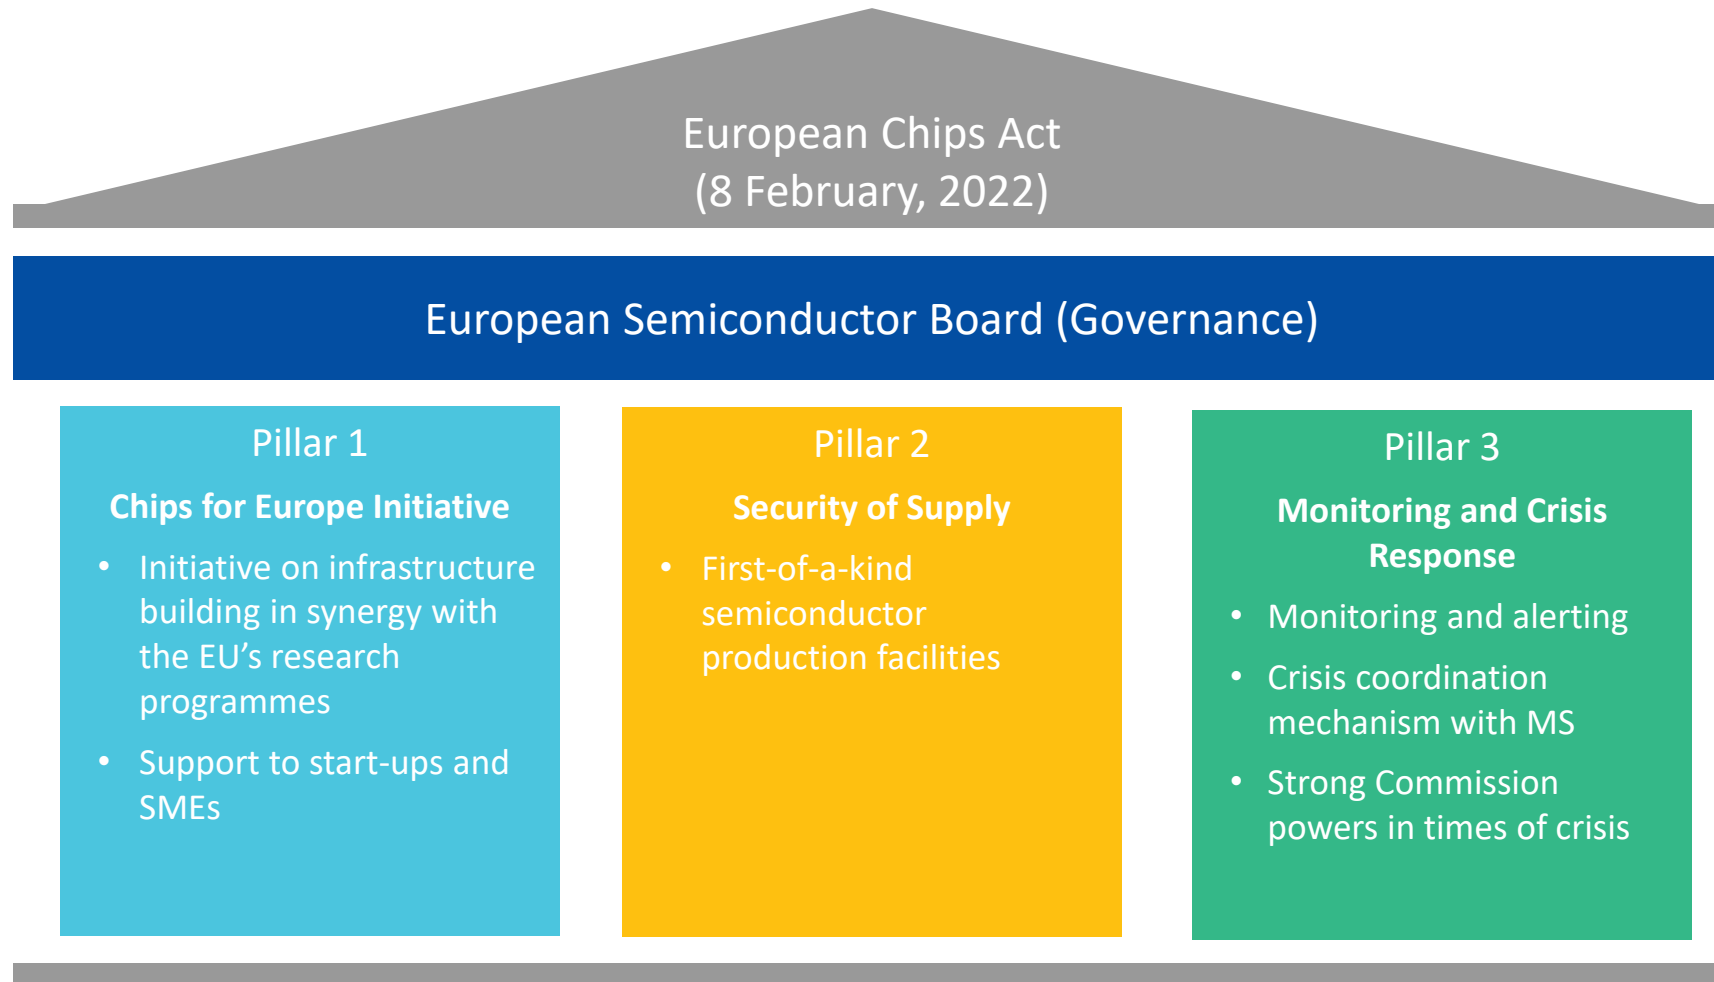 European Chips Act
(8 February, 2022)
European Semiconductor Board (Governance)
Pillar 1
Chips for Europe Initiative
• Initiative on infrastructure
building in synergy with
the EU’s research
programmes
• Support to start-ups and
SMEs
Pillar 2
Security of Supply
• First-of-a-kind
semiconductor
production facilities
Pillar 3
Monitoring and Crisis
Response
• Monitoring and alerting
• Crisis coordination
mechanism with MS
• Strong Commission
powers in times of crisis